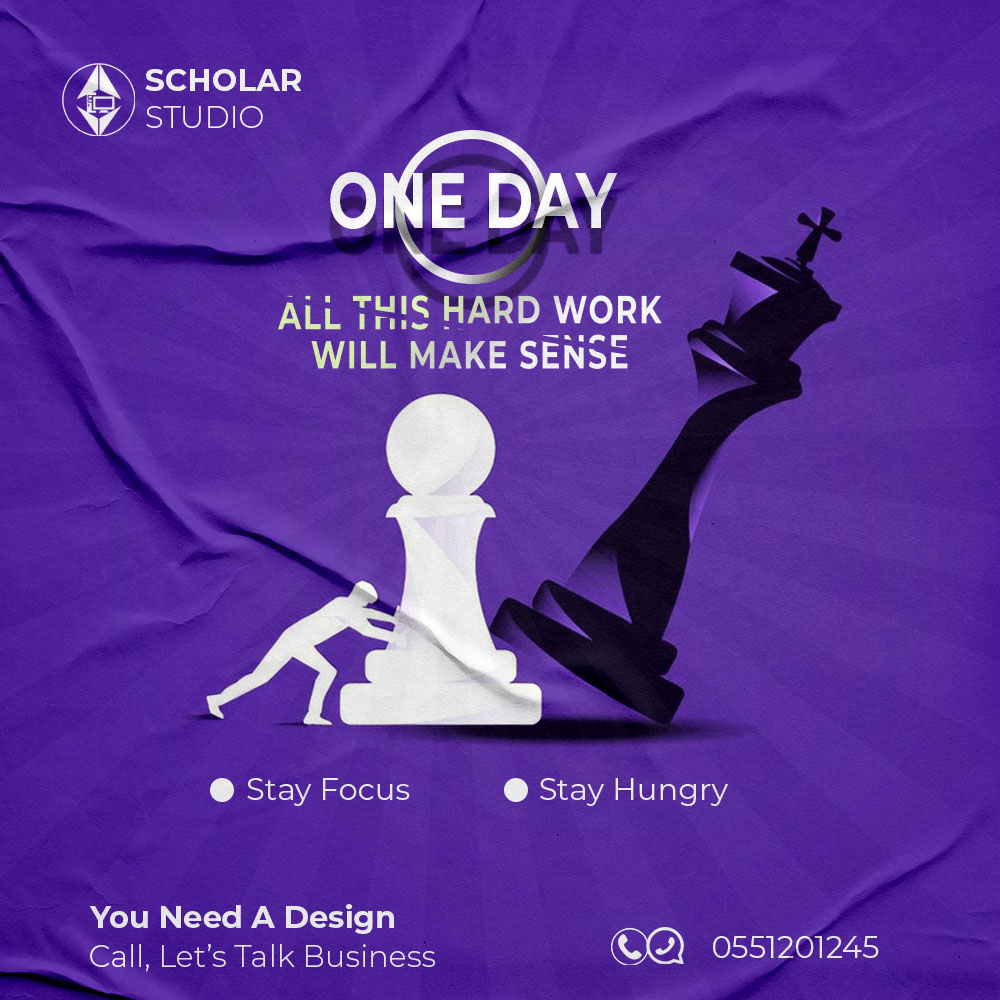 SCHOLAR
STUDIO
ONE DAY
ALL THIS HARD WORK
WILL MAKE SENSE
Stay Focus
Stay Hungry
You Need A Design
Call, Let’s Talk Business
0551201245